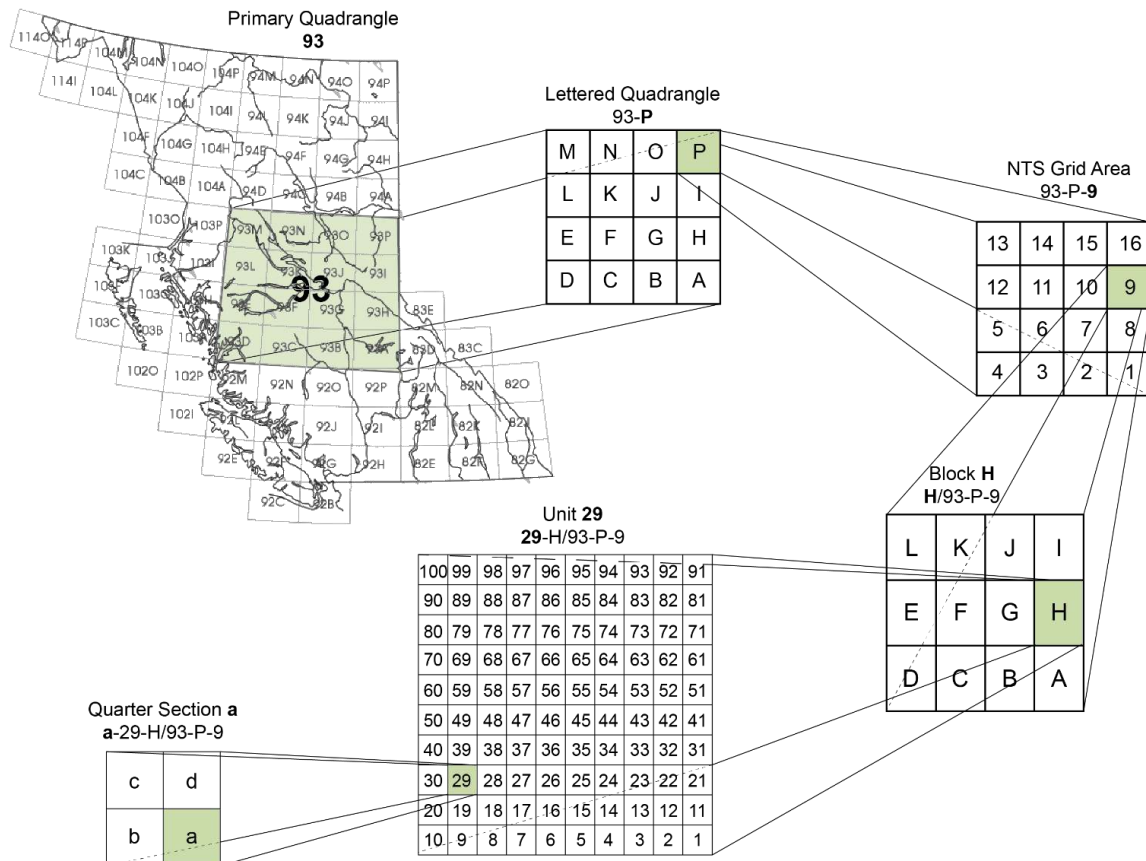 Primary Quadrangle
93
114O 114P 104M 104N 104O 104P 94M 94N 94O 94P
114I 104L 104K 104J 104I 94L 94K 94J 94I
104F 104G 104H 94E 94F 94G 94H
104C 104B 104A 94D 94C 94B 94A
103O 103P 93M 93N 93O 93P
103K 103I 93L 93K 93J 93I
93
93F 93G 93H 83E
103C 103B 103A 93D 93C 93B 93A 83D 83C
102O 102P 92M 92N 92O 92P 82M 82N 82O
102I 92L 92J 92I 82L 82K 82J
92E 92F 92G 92H 82E 82F 82G
92C 92B
Lettered Quadrangle
93-P
M N O P
L K J I
E F G H
D C B A
NTS Grid Area
93-P-9
13 14 15 16
12 11 10 9
5 6 7 8
4 3 2 1
Block H
H/93-P-9
L K J I
E F G H
D C B A
Unit 29
29-H/93-P-9
100 99 98 97 96 95 94 93 92 91
90 89 88 87 86 85 84 83 82 81
80 79 78 77 76 75 74 73 72 71
70 69 68 67 66 65 64 63 62 61
60 59 58 57 56 55 54 53 52 51
50 49 48 47 46 45 44 43 42 41
40 39 38 37 36 35 34 33 32 31
30 29 28 27 26 25 24 23 22 21
20 19 18 17 16 15 14 13 12 11
10 9 8 7 6 5 4 3 2 1
Quarter Section a
a-29-H/93-P-9
c d
b a